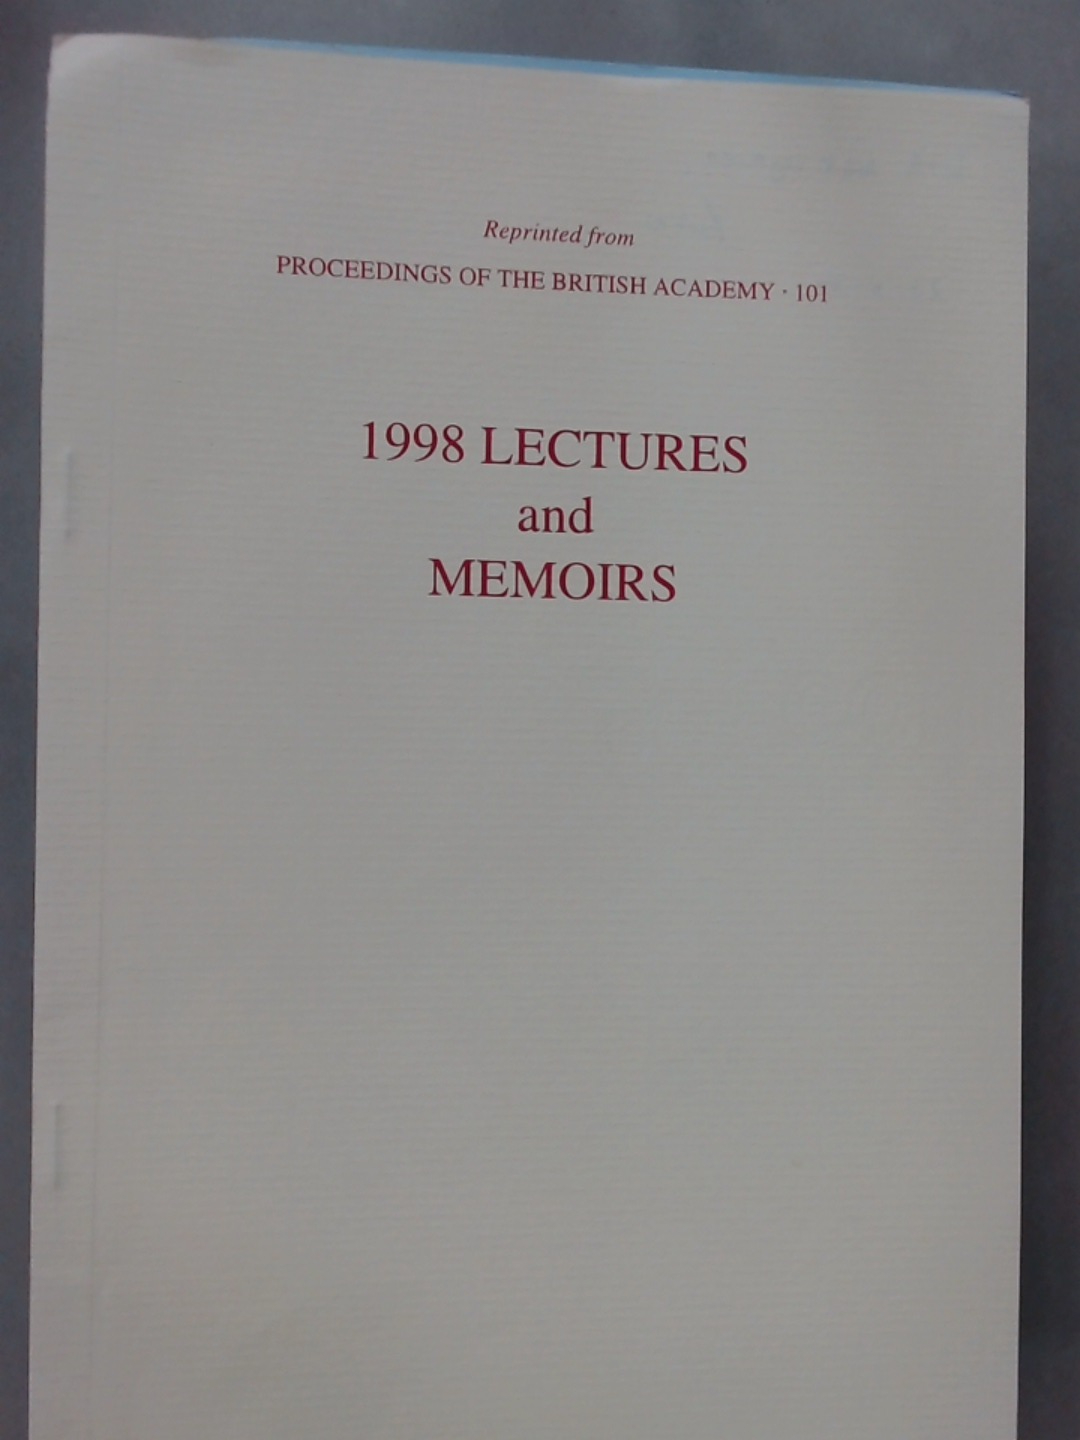 Reprinted from
PROCEEDINGS OF THE BRITISH ACADEMY · 101
1998 LECTURES
and
MEMOIRS